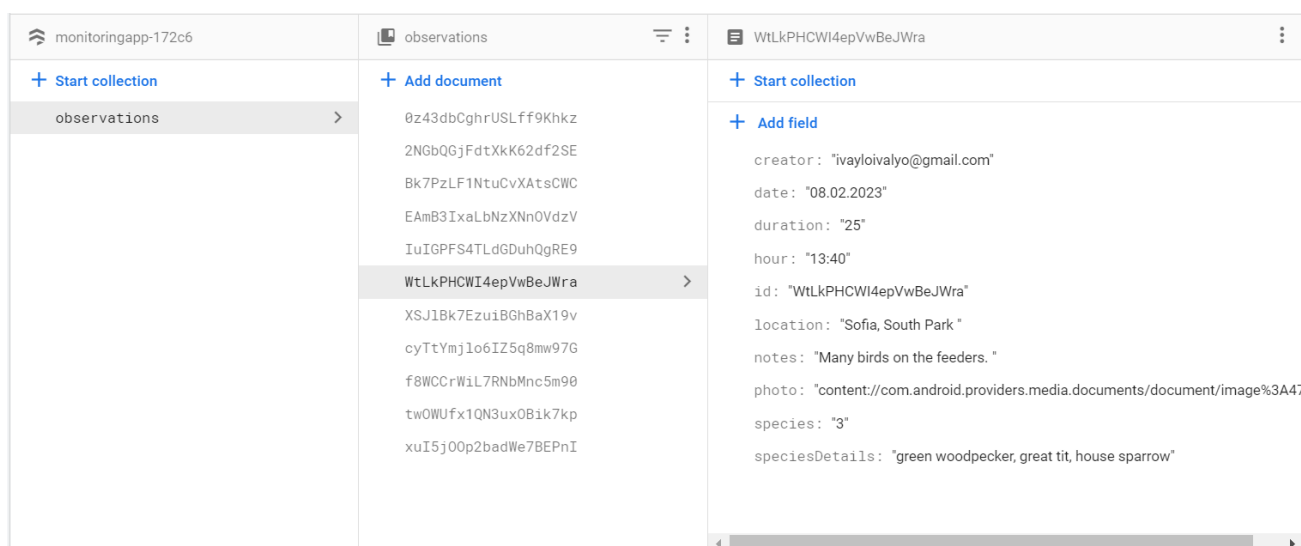 monitoringapp-172c6
Start collection
observations
observations
Add document
0z43dbCghrUSLff9Khkz
2NGbQGjFdtXkK62df2SE
Bk7PzLF1NtuCvXAtsCWC
EAmB3IxaLbNzXNnOVdzV
IuIGPFS4TLdGDuhQgRE9
WtLkPHCWI4epVwBeJWra
XSJlBk7EzuiBGhBaX19v
cyTtYmjlo6IZ5q8mw97G
f8WCCrWiL7RNbMnc5m90
twOWUfx1QN3uxOBik7kp
xuI5jOOp2badWe7BEPnI
WtLkPHCWI4epVwBeJWra
Start collection
Add field
creator: "ivayloivalyo@gmail.com"
date: "08.02.2023"
duration: "25"
hour: "13:40"
id: "WtLkPHCWI4epVwBeJWra"
location: "Sofia, South Park "
notes: "Many birds on the feeders. "
photo: "content://com.android.providers.media.documents/document/image%3A47
species: "3"
speciesDetails: "green woodpecker, great tit, house sparrow"